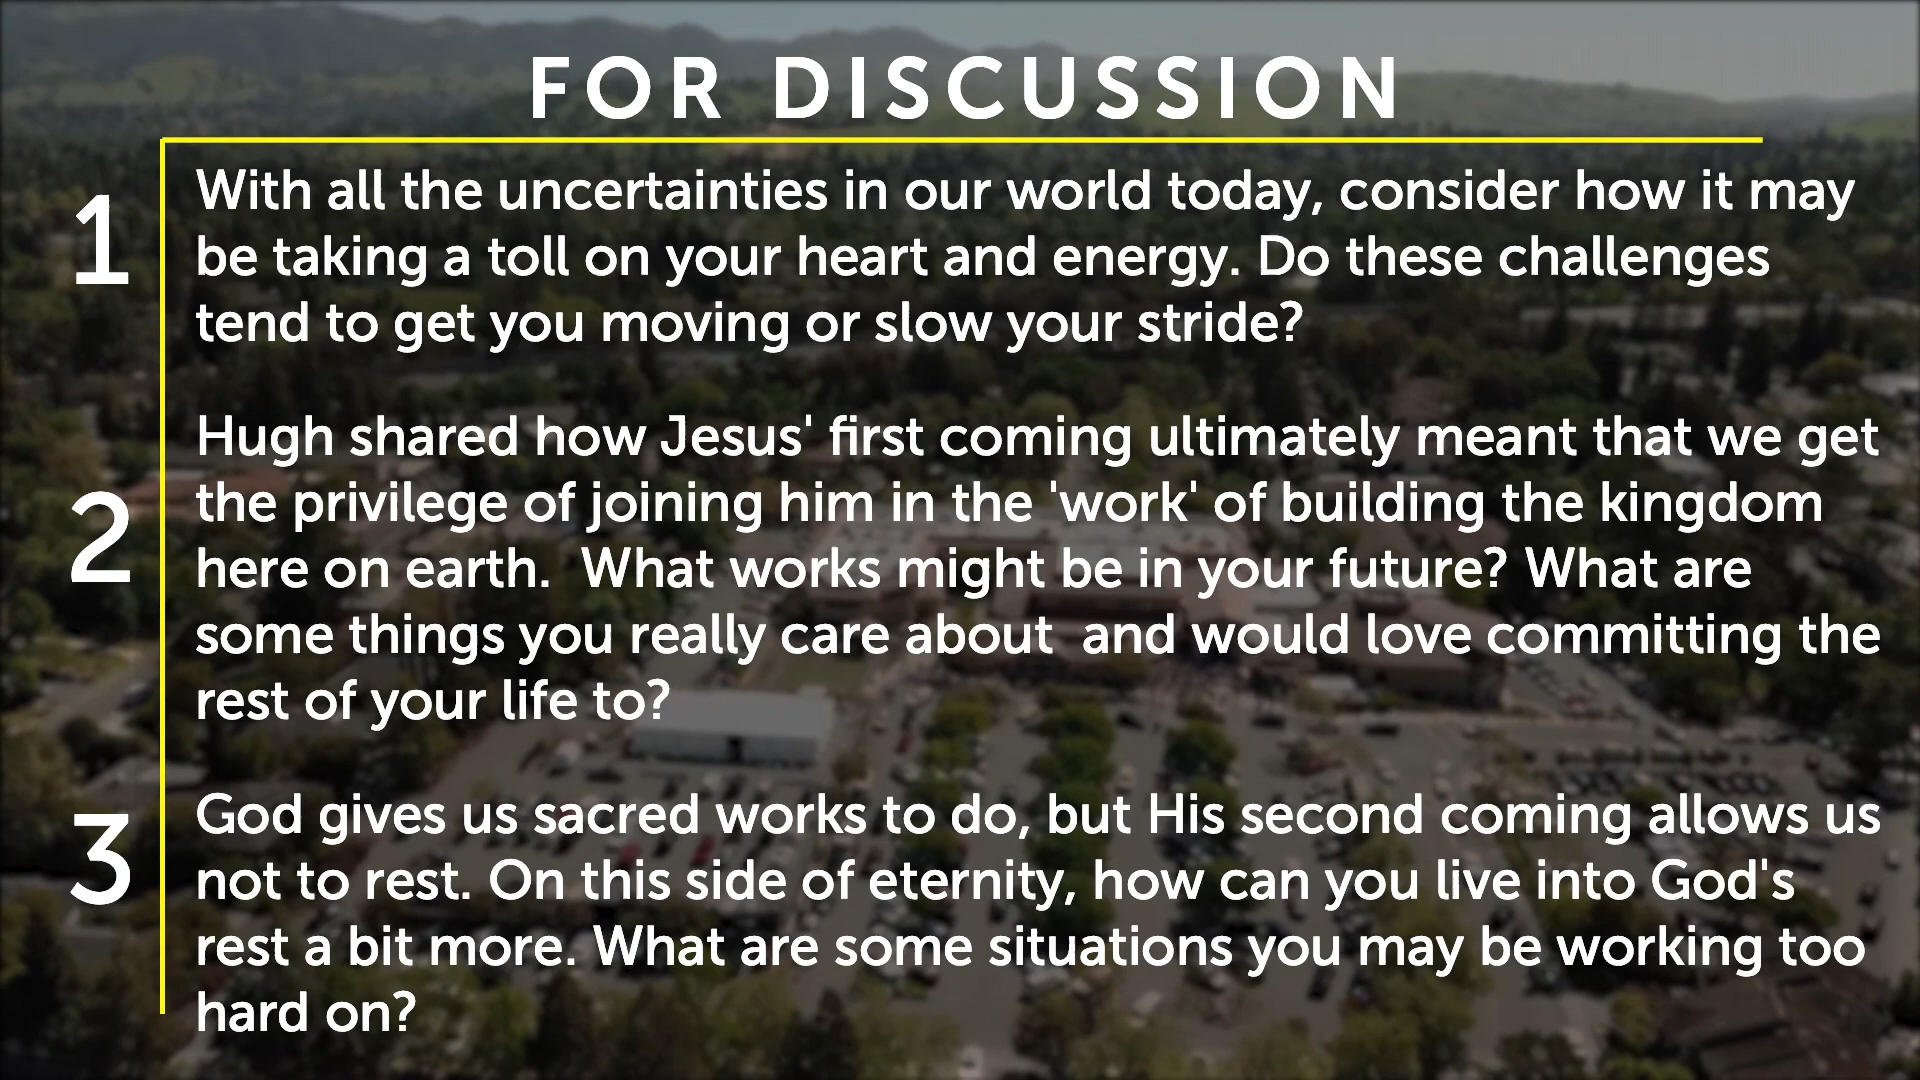 FOR DISCUSSION
1
With all the uncertainties in our world today, consider how it may
be taking a toll on your heart and energy. Do these challenges
tend to get you moving or slow your stride?
2
Hugh shared how Jesus' first coming ultimately meant that we get
the privilege of joining him in the 'work' of building the kingdom
here on earth.  What works might be in your future? What are
some things you really care about  and would love committing the
rest of your life to?
3
God gives us sacred works to do, but His second coming allows us
not to rest. On this side of eternity, how can you live into God's
rest a bit more. What are some situations you may be working too
hard on?